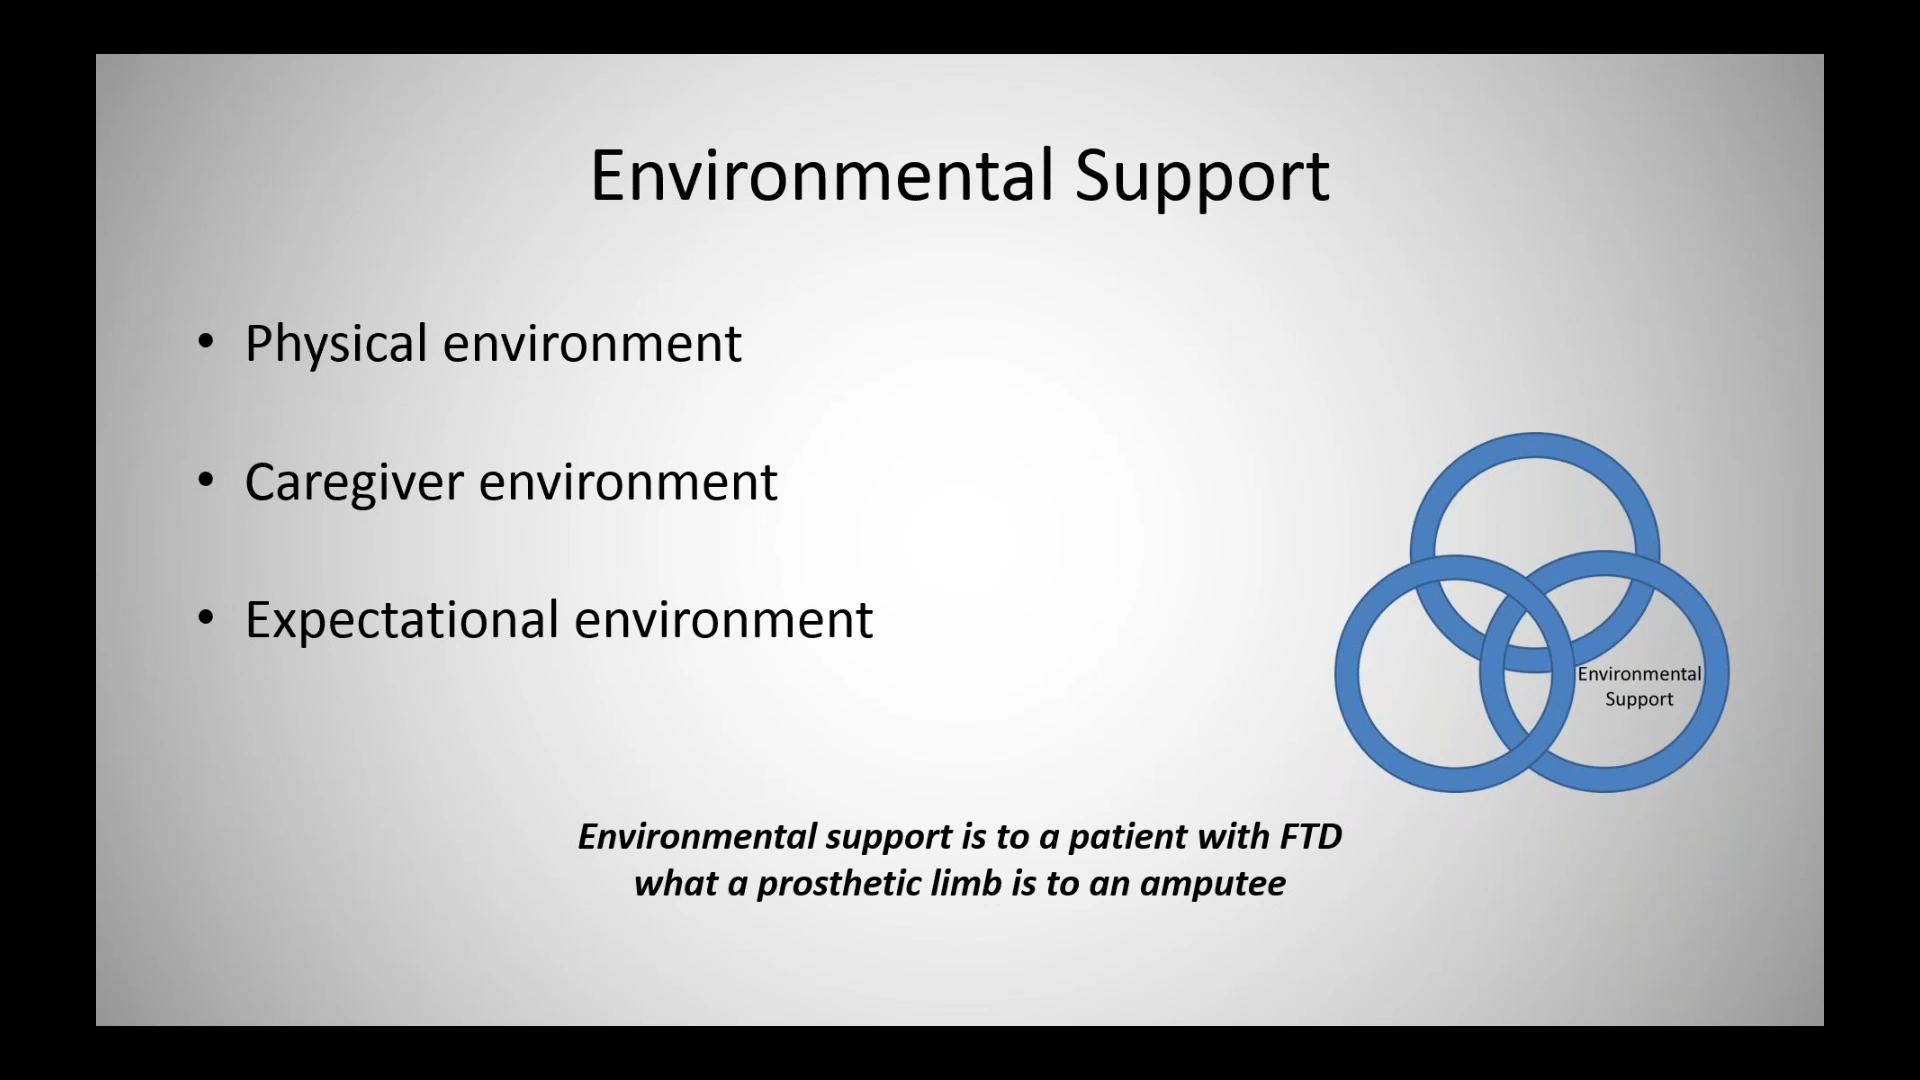 Environmental Support
• Physical environment
• Caregiver environment
• Expectational environment
Environmental
Support
Environmental support is to a patient with FTD
what a prosthetic limb is to an amputee